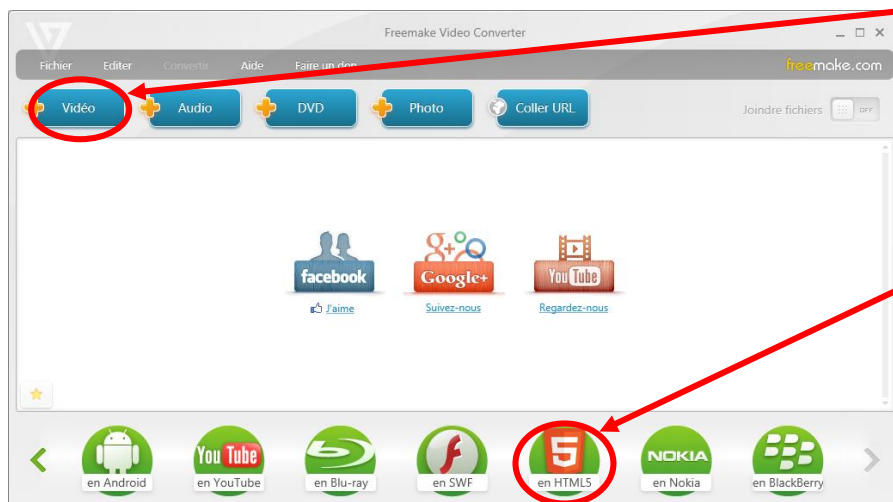 Freemake Video Converter
Fichier Editer Convertir Aide Faire un don
freemake.com
Vidéo Audio DVD Photo Coller URL Joindre fichiers OFF
facebook Google+ You Tube
J'aime Suivez-nous Regardez-nous
You Tube 5 NOKIA
en Android en YouTube en Blu-ray en SWF en HTML5 en Nokia en BlackBerry